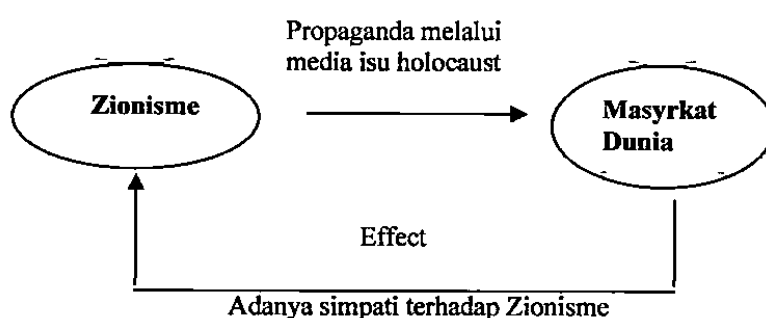 Propaganda melalui
media isu holocaust
Zionisme
Masyrkat
Dunia
Effect
Adanya simpati terhadap Zionisme